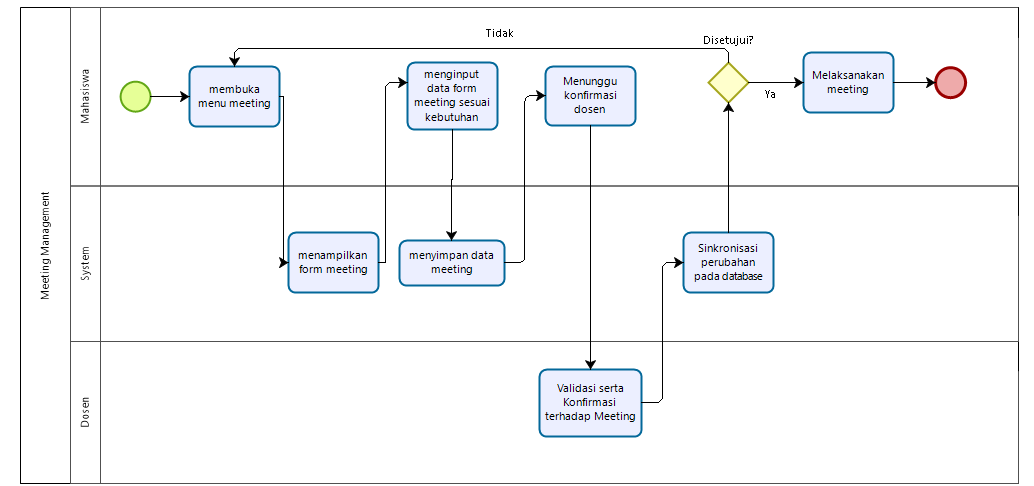 Meeting Management
Mahasiswa
membuka
menu meeting
menginput
data form
meeting sesuai
kebutuhan
Menunggu
konfirmasi
dosen
Tidak
Disetujui?
Ya
Melaksanakan
meeting
System
menampilkan
form meeting
menyimpan data
meeting
Sinkronisasi
perubahan
pada database
Dosen
Validasi serta
Konfirmasi
terhadap Meeting